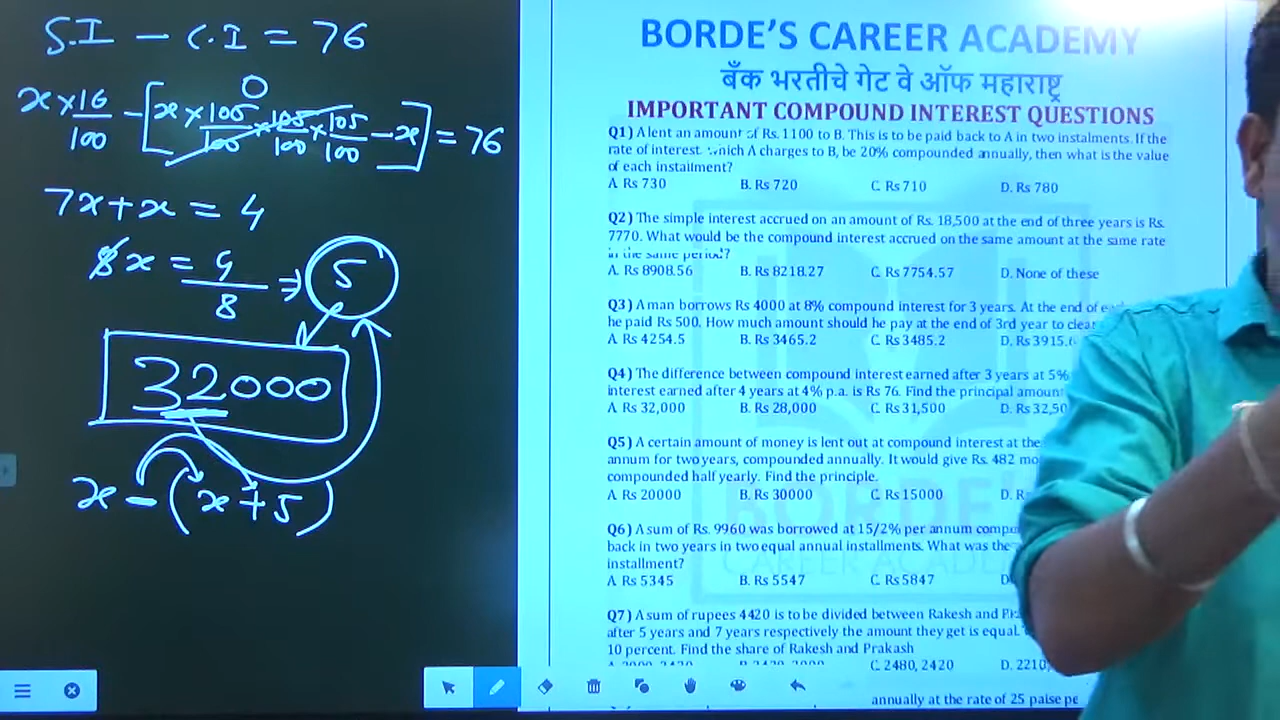 S.I - C.I = 76
x × 16/100 - [x × 105/100 × 105/100 × 105/100 - x] = 76
0
7x + x = 4
8x = 4/8 ⇒ 5
32000
x - (x + 5)
BORDE'S CAREER ACADEMY
बँक भरतीचे गेट वे ऑफ महाराष्ट्र
IMPORTANT COMPOUND INTEREST QUESTIONS
Q1) A lent an amount of Rs. 1100 to B. This is to be paid back to A in two instalments. If the
rate of interest. which A charges to B, be 20% compounded annually, then what is the value
of each installment?
A Rs 730 B. Rs 720 C. Rs 710 D. Rs 780
Q2) The simple interest accrued on an amount of Rs. 18,500 at the end of three years is Rs.
7770. What would be the compound interest accrued on the same amount at the same rate
in the same period?
A. Rs 8908.56 B. Rs 8218.27 C. Rs 7754.57 D. None of these
Q3) A man borrows Rs 4000 at 8% compound interest for 3 years. At the end of
he paid Rs 500. How much amount should he pay at the end of 3rd year to clea
A Rs 4254.5 B. Rs 3465.2 C. Rs 3485.2 D. Rs 3915.
Q4) The difference between compound interest earned after 3 years at 5%
interest earned after 4 years at 4% p.a. is Rs 76. Find the principal amount
A Rs 32,000 B. Rs 28,000 C. Rs 31,500 D. Rs 32,50
Q5) A certain amount of money is lent out at compound interest at the
annum for two years, compounded annually. It would give Rs. 482 mo
compounded half yearly. Find the principle.
A Rs 20000 B. Rs 30000 C. Rs 15000 D. R
Q6) A sum of Rs. 9960 was borrowed at 15/2% per annum comp
back in two years in two equal annual installments. What was the
installment?
A Rs 5345 B. Rs 5547 C. Rs 5847 D
Q7) A sum of rupees 4420 is to be divided between Rakesh and
after 5 years and 7 years respectively the amount they get is equal.
10 percent. Find the share of Rakesh and Prakash
C. 2480, 2420 D. 2210,
annually at the rate of 25 paise pe
BORDE'S
CAREER ACADE